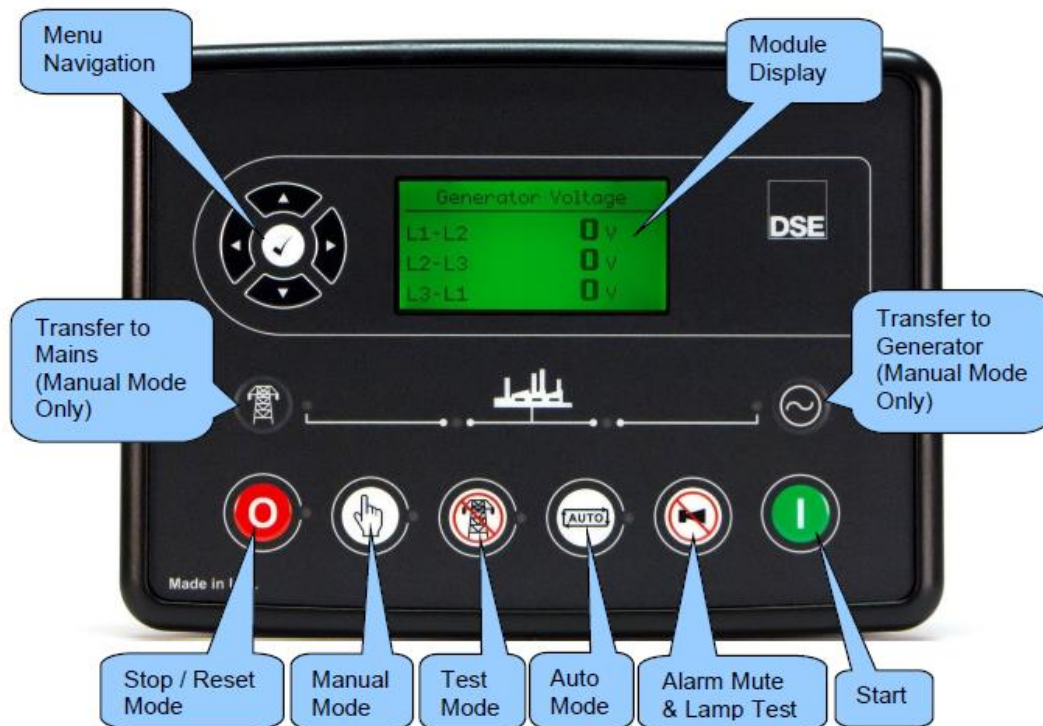 Menu
Navigation
Module
Display
Generator Voltage
L1-L2 0 V
L2-L3 0 V
L3-L1 0 V
DSE
Transfer to
Mains
(Manual Mode
Only)
Transfer to
Generator
(Manual Mode
Only)
O
AUTO
I
Made in
Stop / Reset
Mode
Manual
Mode
Test
Mode
Auto
Mode
Alarm Mute
& Lamp Test
Start